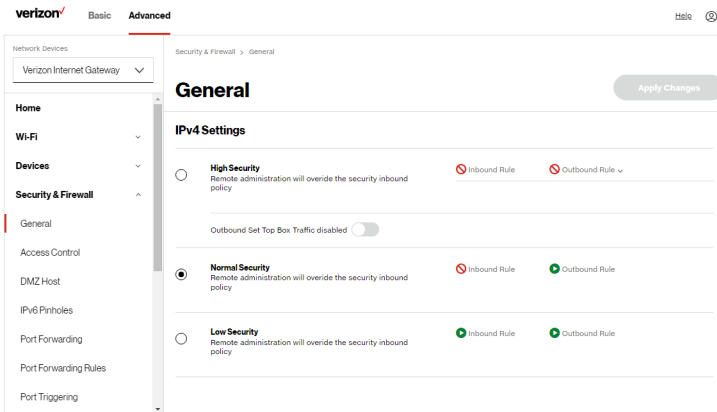 verizon
Basic
Advanced
Help
Network Devices
Verizon Internet Gateway
Home
Wi-Fi
Devices
Security & Firewall
General
Access Control
DMZ Host
IPv6 Pinholes
Port Forwarding
Port Forwarding Rules
Port Triggering
Security & Firewall > General
General
Apply Changes
IPv4 Settings
High Security
Remote administration will overide the security inbound
policy
Inbound Rule
Outbound Rule
Outbound Set Top Box Traffic disabled
Normal Security
Remote administration will overide the security inbound
policy
Inbound Rule
Outbound Rule
Low Security
Remote administration will overide the security inbound
policy
Inbound Rule
Outbound Rule